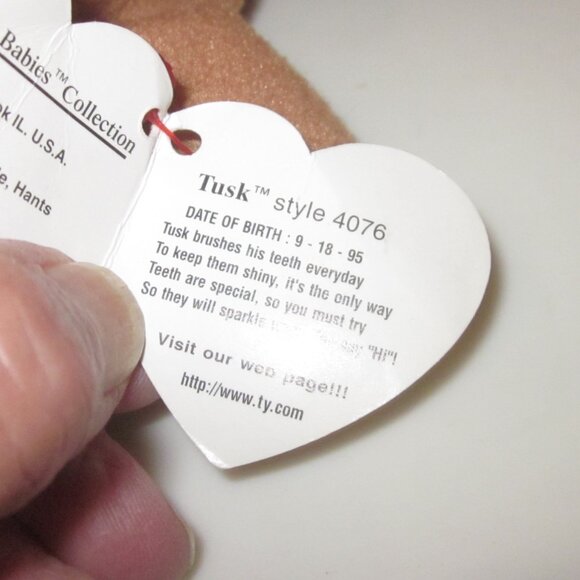 Babies™ Collection
k IL. U.S.A.
e, Hants
Tusk™ style 4076
DATE OF BIRTH : 9 - 18 - 95
Tusk brushes his teeth everyday
To keep them shiny, it's the only way
Teeth are special, so you must try
So they will sparkle say "Hi"!
Visit our web page!!!
http://www.ty.com